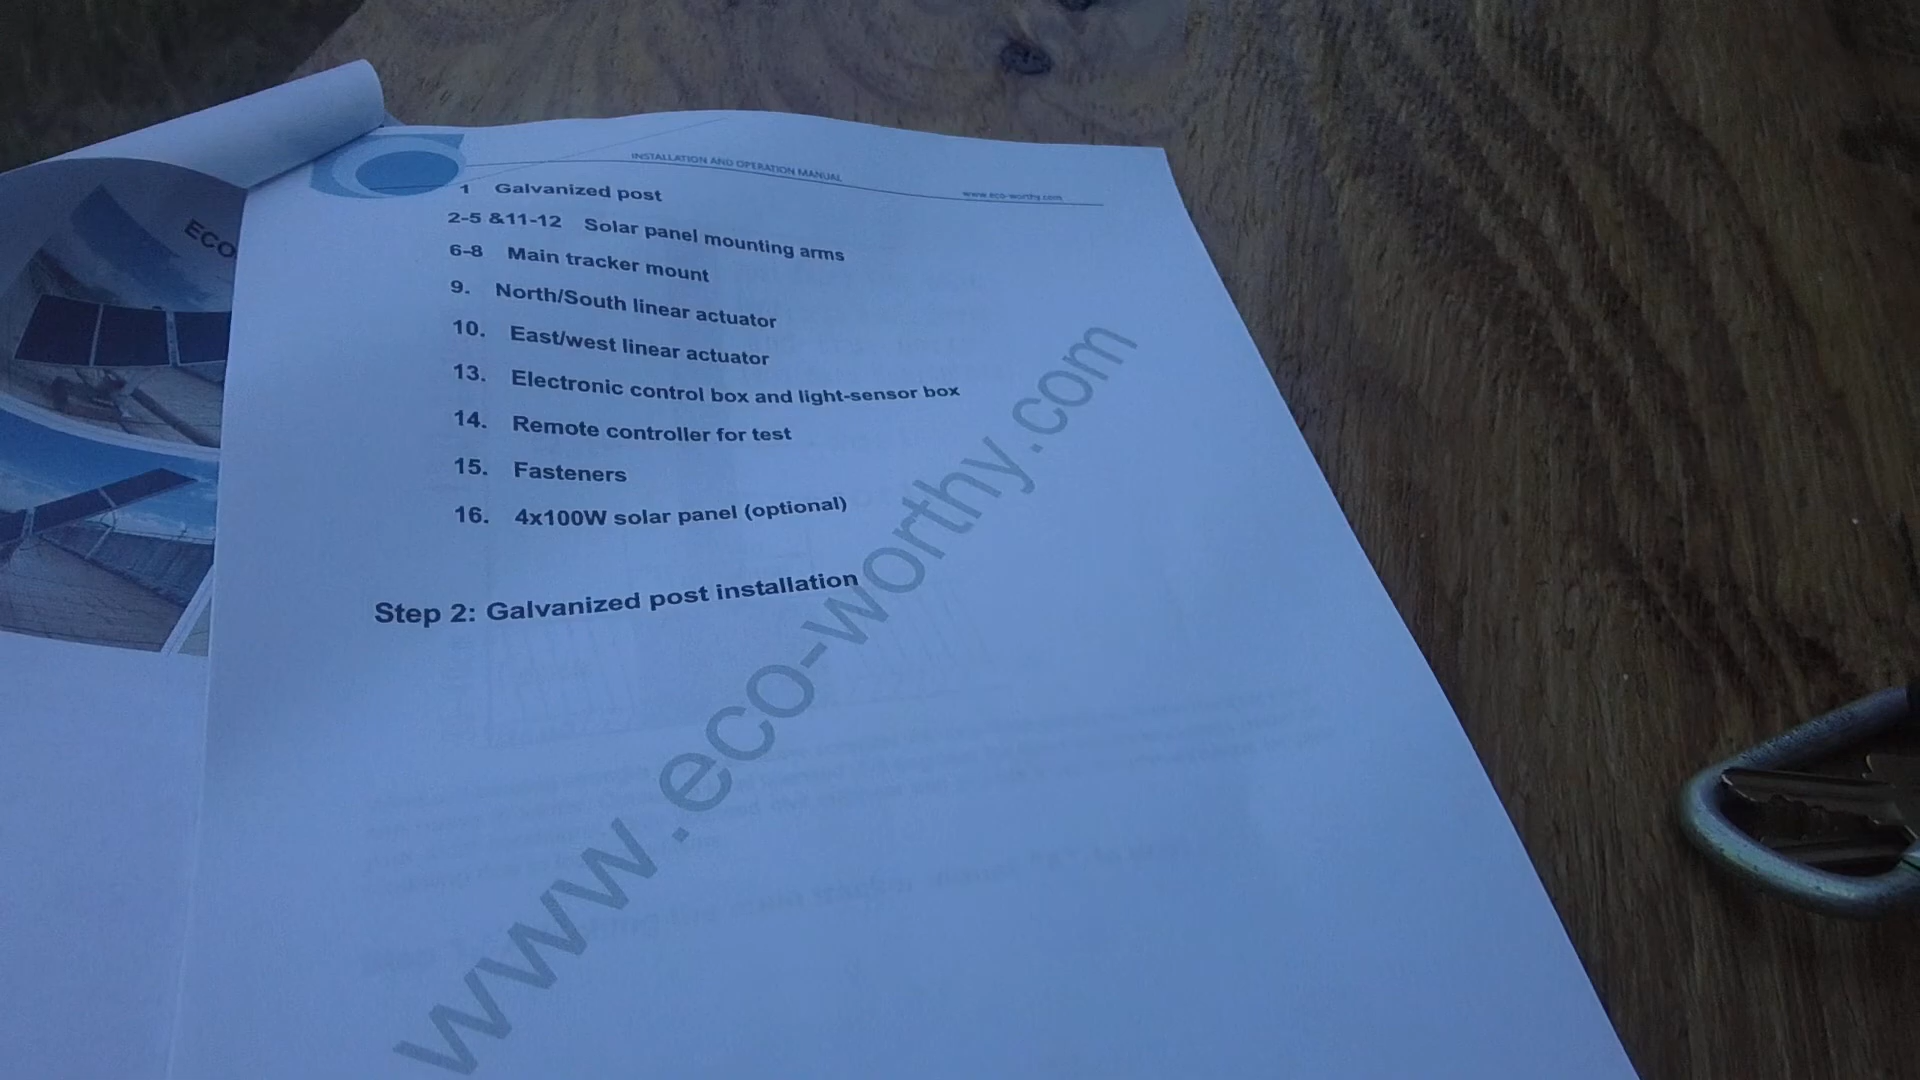 ECO
INSTALLATION AND OPERATION MANUAL
www.eco-worthy.com
1 Galvanized post
2-5 &11-12 Solar panel mounting arms
6-8 Main tracker mount
9. North/South linear actuator
10. East/west linear actuator
13. Electronic control box and light-sensor box
14. Remote controller for test
15. Fasteners
16. 4x100W solar panel (optional)
Step 2: Galvanized post installation
www.eco-worthy.com